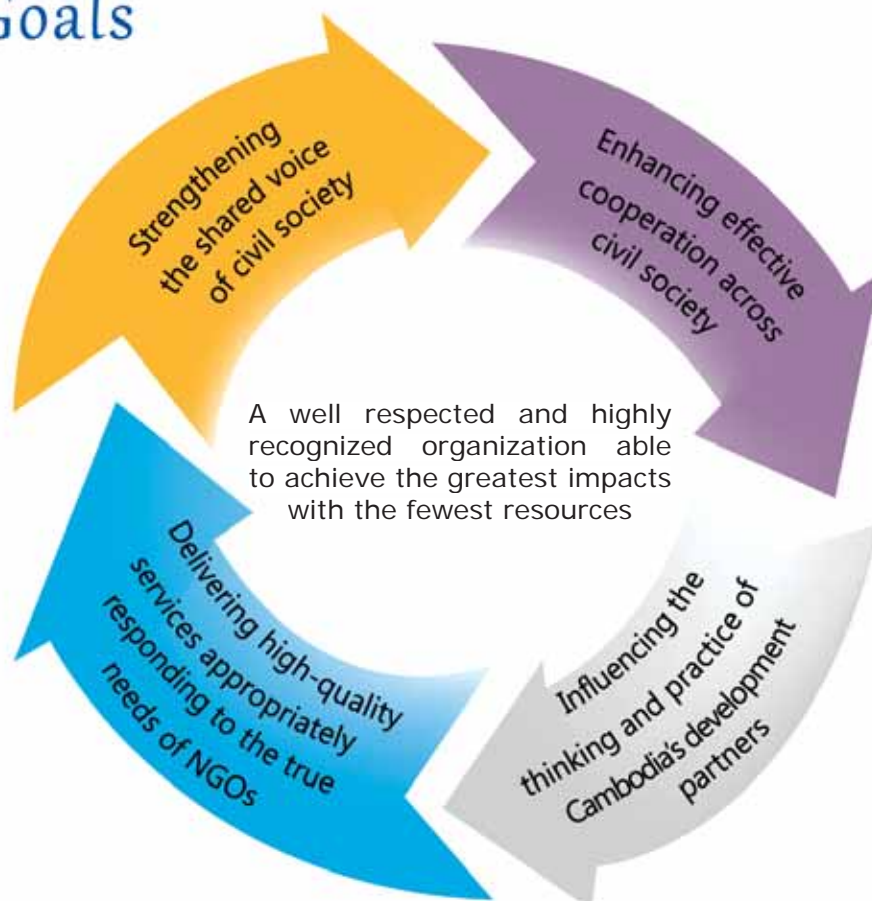 Goals
Strengthening
the shared voice
of civil society
Enhancing effective
cooperation across
civil society
A well respected and highly
recognized organization able
to achieve the greatest impacts
with the fewest resources
Influencing the
thinking and practice of
Cambodia's development
partners
Delivering high-quality
services appropriately
responding to the true
needs of NGOs